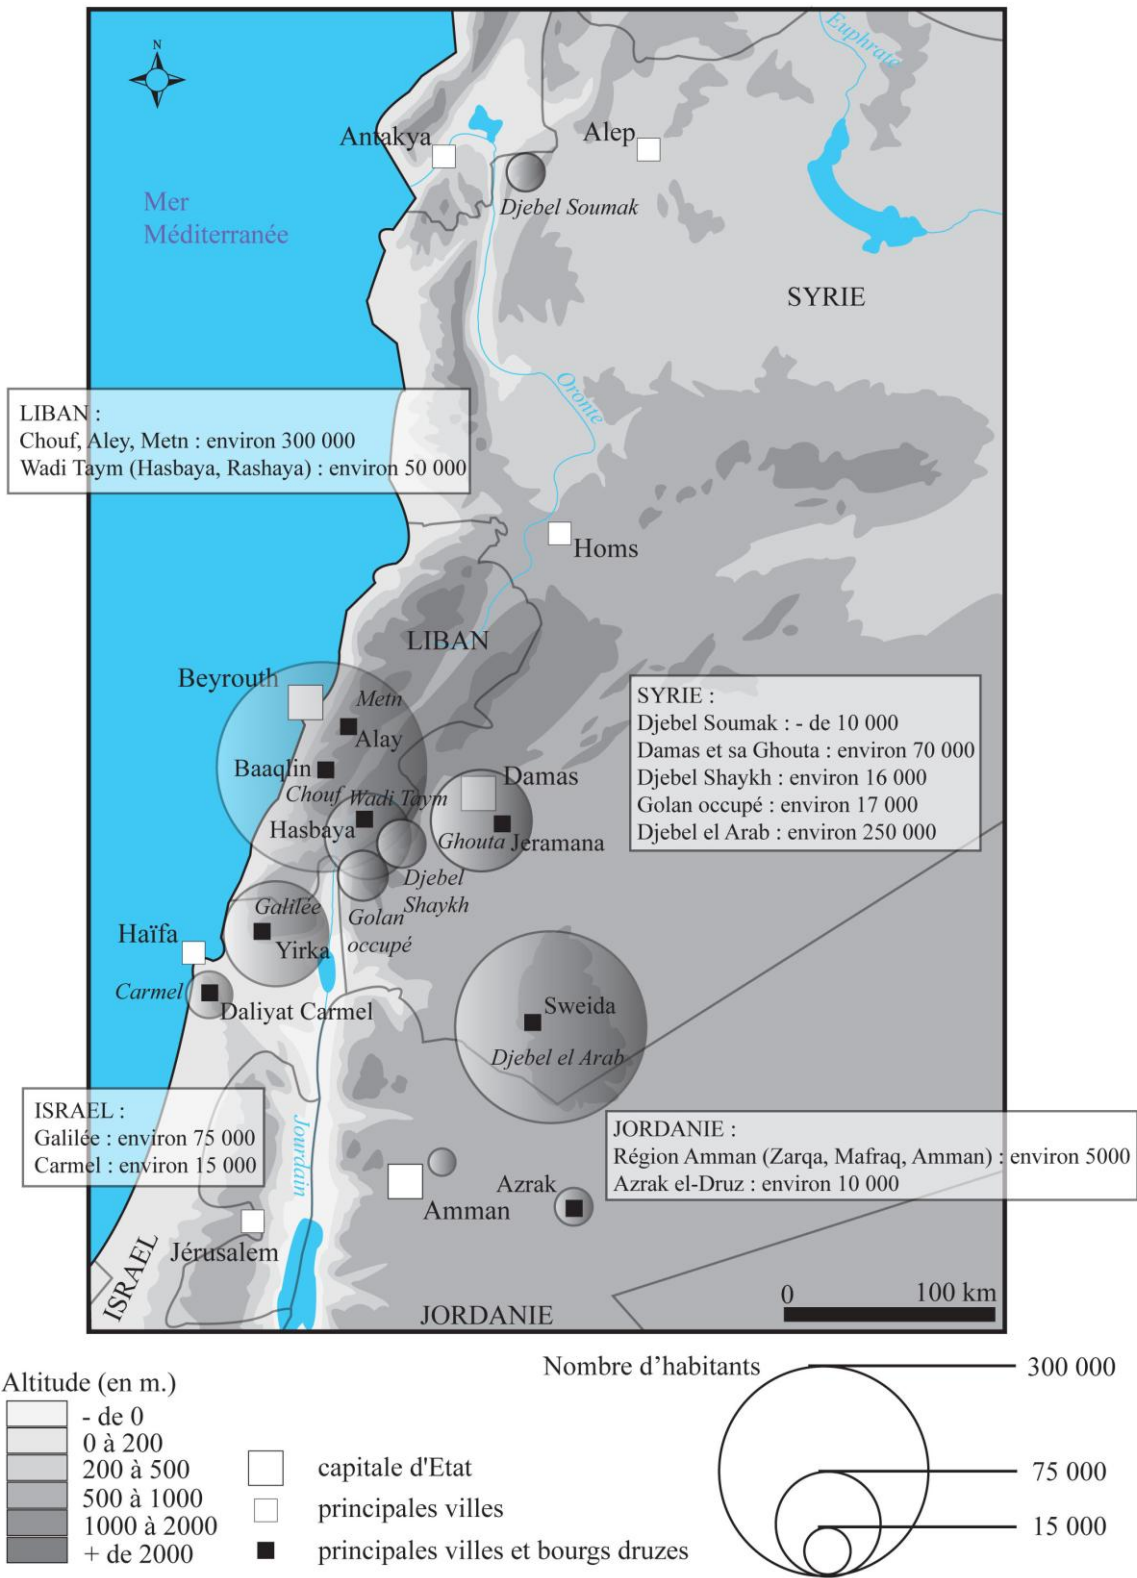 N
Euphrate
Antakya
Alep
Djebel Soumak
Mer
Méditerranée
SYRIE
Oronte
LIBAN :
Chouf, Aley, Metn : environ 300 000
Wadi Taym (Hasbaya, Rashaya) : environ 50 000
Homs
LIBAN
Beyrouth
Metn
Alay
Baaqlin
Chouf
Wadi Taym
Hasbaya
Damas
Ghouta
Jeramana
SYRIE :
Djebel Soumak : - de 10 000
Damas et sa Ghouta : environ 70 000
Djebel Shaykh : environ 16 000
Golan occupé : environ 17 000
Djebel el Arab : environ 250 000
Djebel
Shaykh
Golan
occupé
Galilée
Yirka
Haïfa
Carmel
Daliyat Carmel
Sweida
Djebel el Arab
ISRAEL :
Galilée : environ 75 000
Carmel : environ 15 000
Jourdain
JORDANIE :
Région Amman (Zarqa, Mafraq, Amman) : environ 5000
Azrak el-Druz : environ 10 000
Azrak
Amman
Jérusalem
ISRAEL
JORDANIE
0 100 km
Altitude (en m.)
- de 0
0 à 200
200 à 500
500 à 1000
1000 à 2000
+ de 2000
capitale d'Etat
principales villes
principales villes et bourgs druzes
Nombre d’habitants
300 000
75 000
15 000